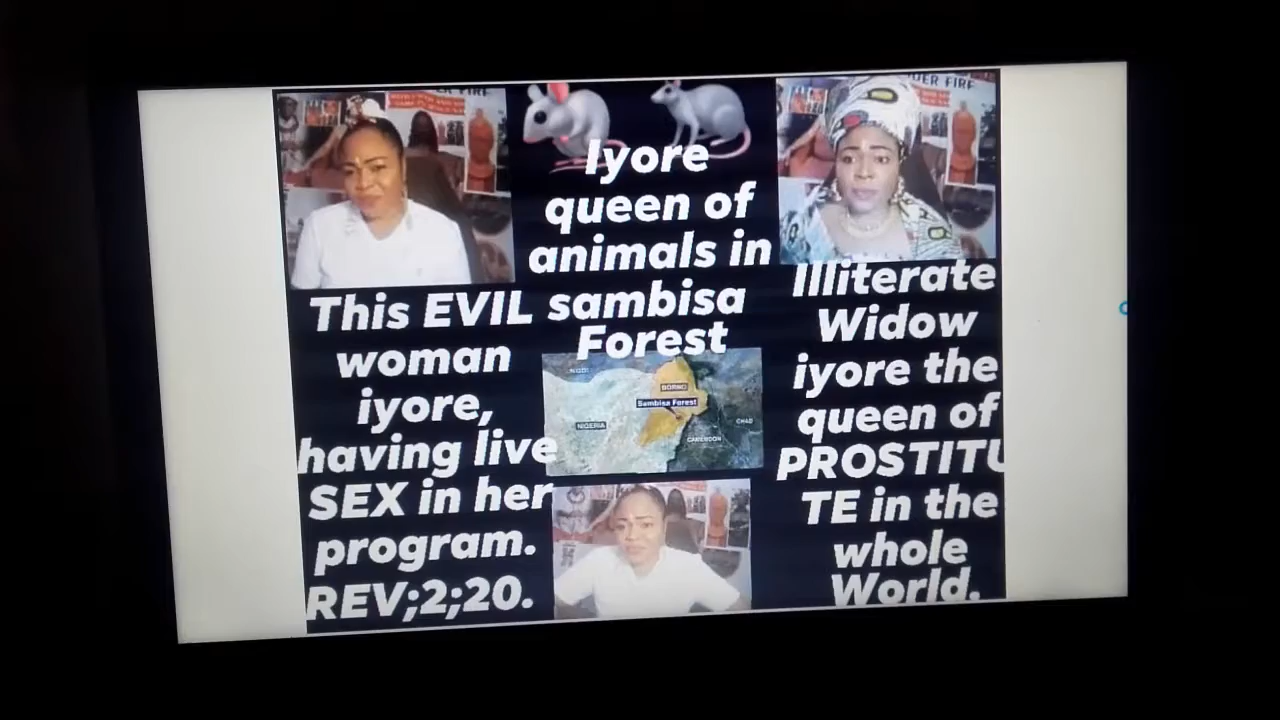 Iyore
queen of
animals in
sambisa
Forest
This EVIL
woman
iyore,
having live
SEX in her
program.
REV;2;20.
BORNO
Sambisa Forest
NIGERIA
CHAD
CAMEROON
Illiterate
Widow
iyore the
queen of
PROSTITU
TE in the
whole
World.
FIRE
FIRE